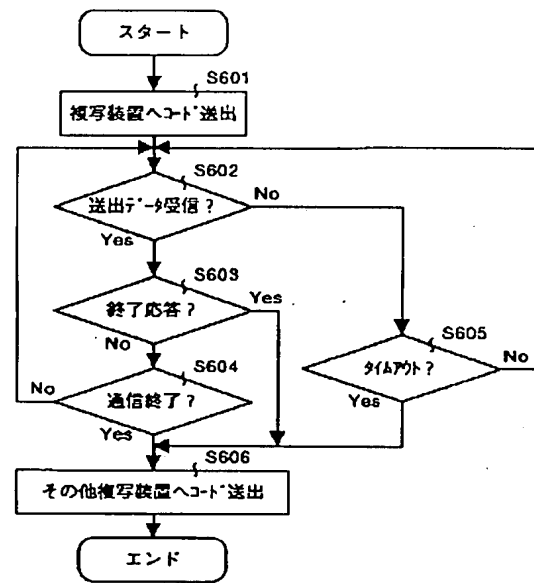 スタート
S601
複写装置へコード送出
S602
送出データ受信?
No
Yes
S603
終了応答?
Yes
No
S604
通信終了?
No
Yes
S605
タイムアウト?
No
Yes
S606
その他複写装置へコード送出
エンド